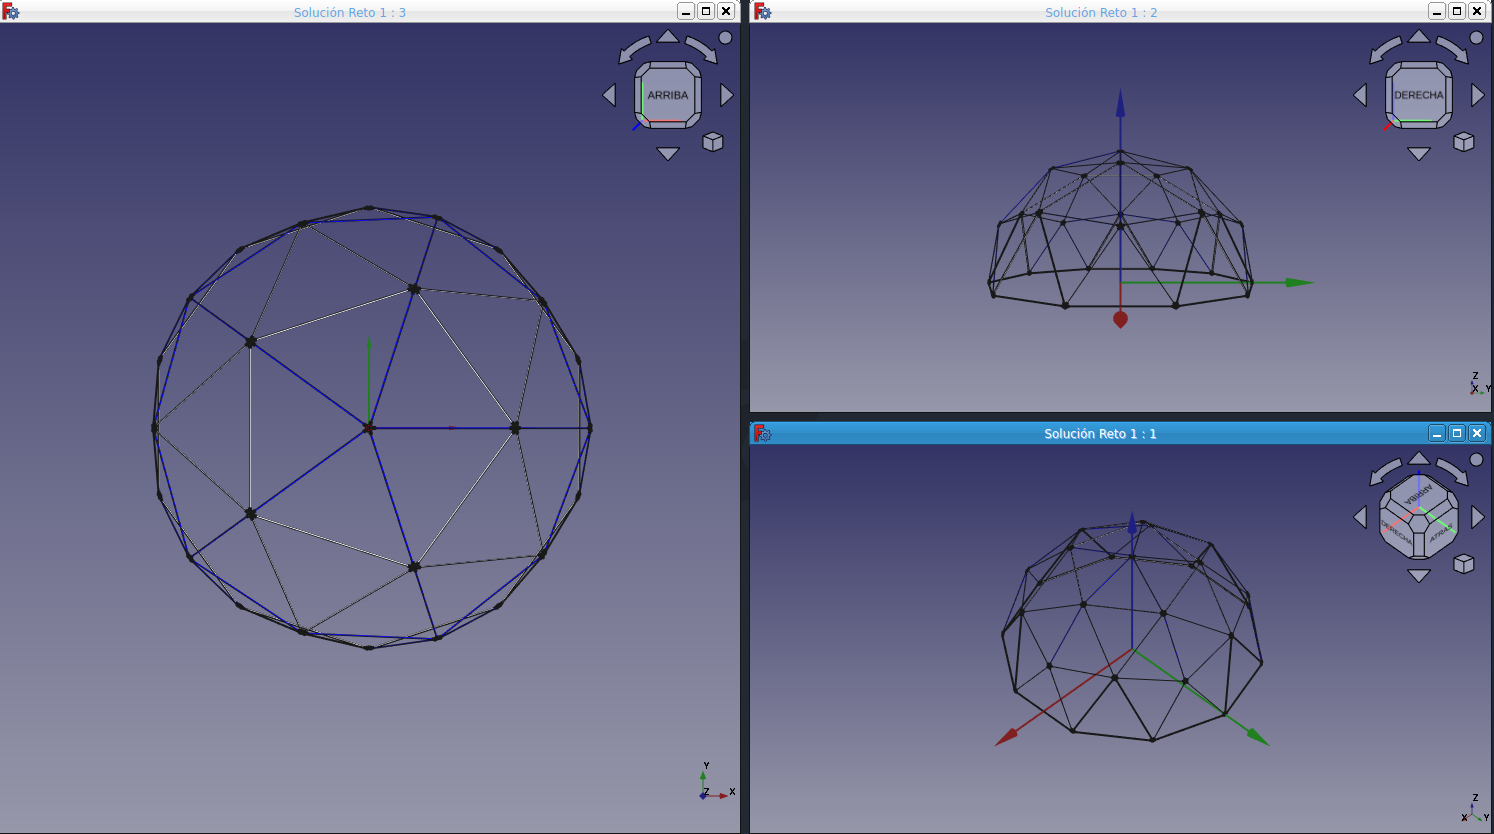 Solución Reto 1 : 3
ARRIBA
Y
Z
X
Solución Reto 1 : 2
DERECHA
Z
X
Y
Solución Reto 1 : 1
ARRIBA
DERECHA
ATRÁS
Z
X
Y